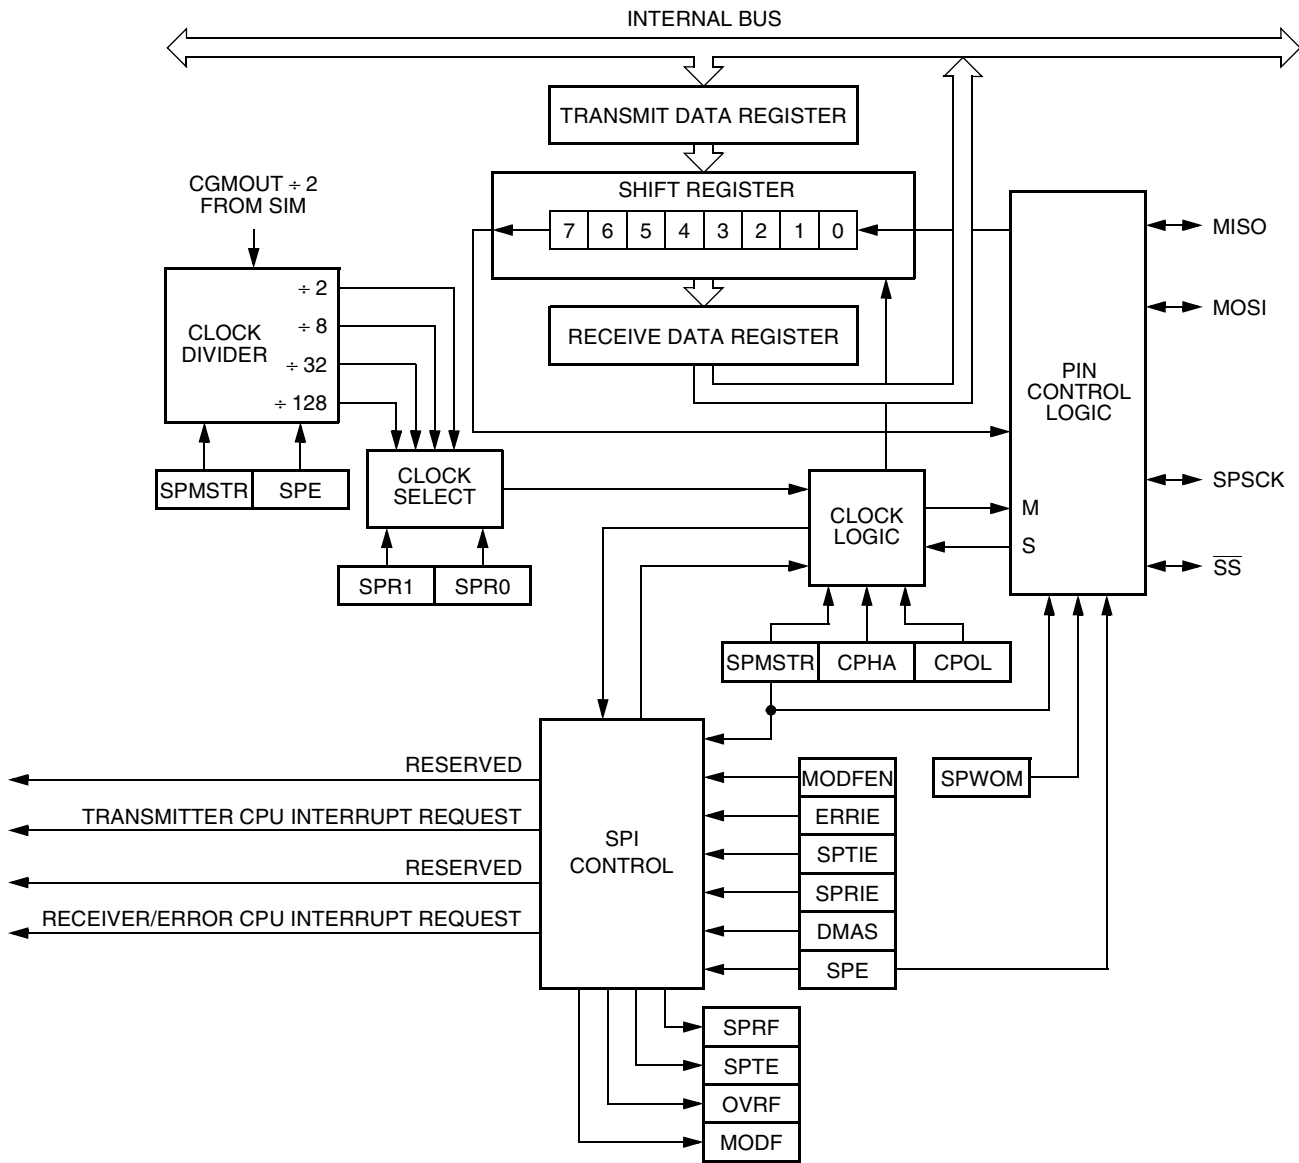 INTERNAL BUS
TRANSMIT DATA REGISTER
SHIFT REGISTER
7 6 5 4 3 2 1 0
RECEIVE DATA REGISTER
CGMOUT ÷ 2
FROM SIM
CLOCK
DIVIDER
÷ 2
÷ 8
÷ 32
÷ 128
SPMSTR SPE
CLOCK
SELECT
SPR1 SPR0
CLOCK
LOGIC
SPMSTR CPHA CPOL
PIN
CONTROL
LOGIC
M
S
MISO
MOSI
SPSCK
S̅S̅
SPWOM
RESERVED
TRANSMITTER CPU INTERRUPT REQUEST
RESERVED
RECEIVER/ERROR CPU INTERRUPT REQUEST
SPI
CONTROL
MODFEN
ERRIE
SPTIE
SPRIE
DMAS
SPE
SPRF
SPTE
OVRF
MODF